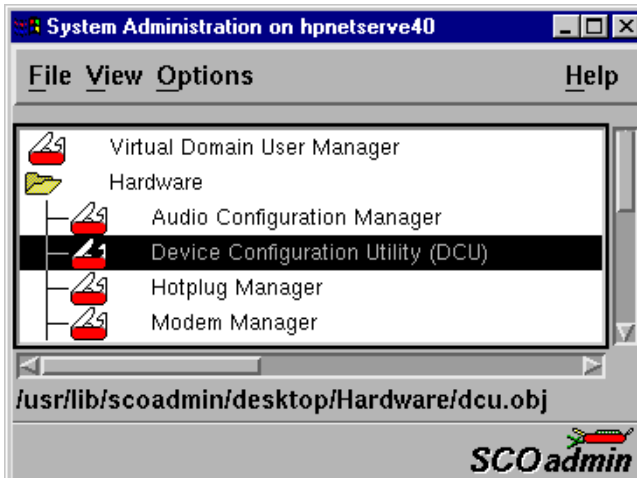 System Administration on hpnetserve40
File View Options Help
Virtual Domain User Manager
Hardware
Audio Configuration Manager
Device Configuration Utility (DCU)
Hotplug Manager
Modem Manager
/usr/lib/scoadmin/desktop/Hardware/dcu.obj
SCOadmin